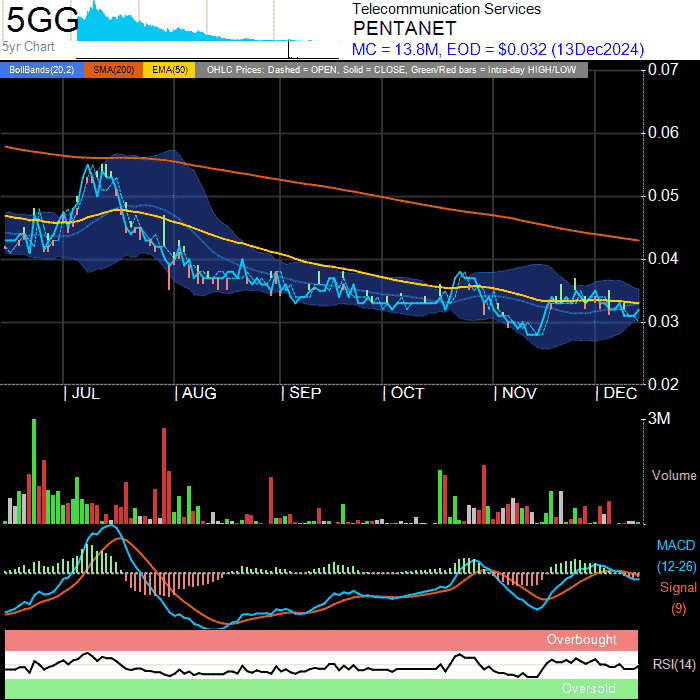 5GG
5yr Chart
Telecommunication Services
PENTANET
MC = 13.8M, EOD = $0.032 (13Dec2024)
BollBands(20,2) SMA(200) EMA(50) OHLC Prices: Dashed = OPEN, Solid = CLOSE, Green/Red bars = Intra-day HIGH/LOW
0.07
0.06
0.05
0.04
0.03
0.02
| JUL | AUG | SEP | OCT | NOV | DEC
3M
Volume
MACD
(12-26)
Signal
(9)
Overbought
RSI(14)
Oversold